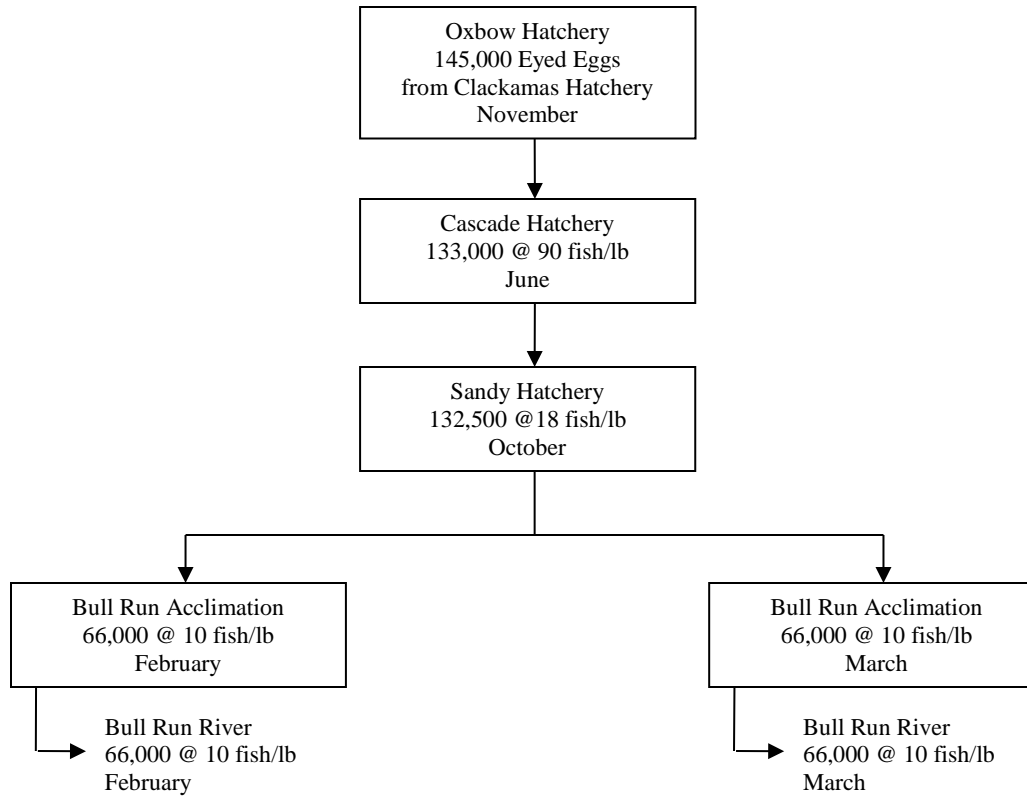 Oxbow Hatchery
145,000 Eyed Eggs
from Clackamas Hatchery
November
Cascade Hatchery
133,000 @ 90 fish/lb
June
Sandy Hatchery
132,500 @18 fish/lb
October
Bull Run Acclimation
66,000 @ 10 fish/lb
February
Bull Run Acclimation
66,000 @ 10 fish/lb
March
Bull Run River
66,000 @ 10 fish/lb
February
Bull Run River
66,000 @ 10 fish/lb
March